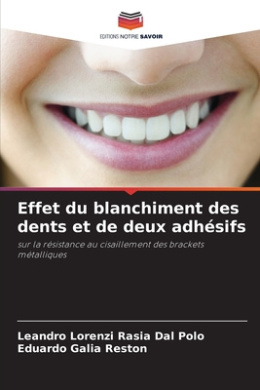 EDITIONS NOTRE SAVOIR
Effet du blanchiment des
dents et de deux adhésifs
sur la résistance au cisaillement des brackets
métalliques
Leandro Lorenzi Rasia Dal Polo
Eduardo Galia Reston